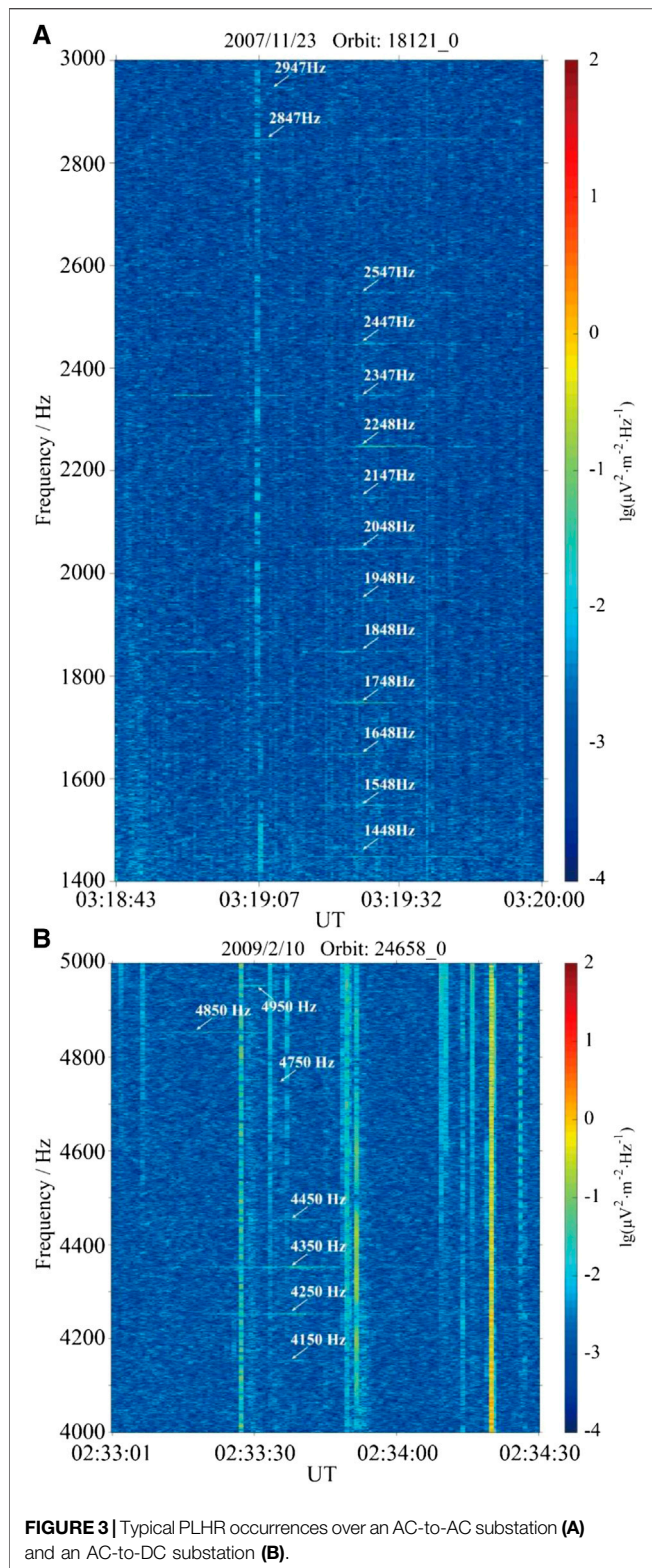 A
2007/11/23 Orbit: 18121_0
3000
2800
2600
2400
2200
2000
1800
1600
1400
Frequency / Hz
2947Hz
2847Hz
2547Hz
2447Hz
2347Hz
2248Hz
2147Hz
2048Hz
1948Hz
1848Hz
1748Hz
1648Hz
1548Hz
1448Hz
03:18:43 03:19:07 03:19:32 03:20:00
UT
2
1
0
-1
-2
-3
-4
lg(μV²·m⁻²·Hz⁻¹)
B
2009/2/10 Orbit: 24658_0
5000
4800
4600
4400
4200
4000
Frequency / Hz
4850 Hz
4950 Hz
4750 Hz
4450 Hz
4350 Hz
4250 Hz
4150 Hz
02:33:01 02:33:30 02:34:00 02:34:30
UT
2
1
0
-1
-2
-3
-4
lg(μV²·m⁻²·Hz⁻¹)
FIGURE 3 | Typical PLHR occurrences over an AC-to-AC substation (A)
and an AC-to-DC substation (B).